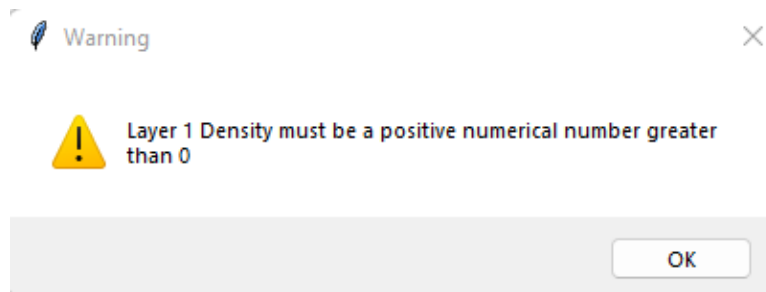 Warning
Layer 1 Density must be a positive numerical number greater
than 0
OK